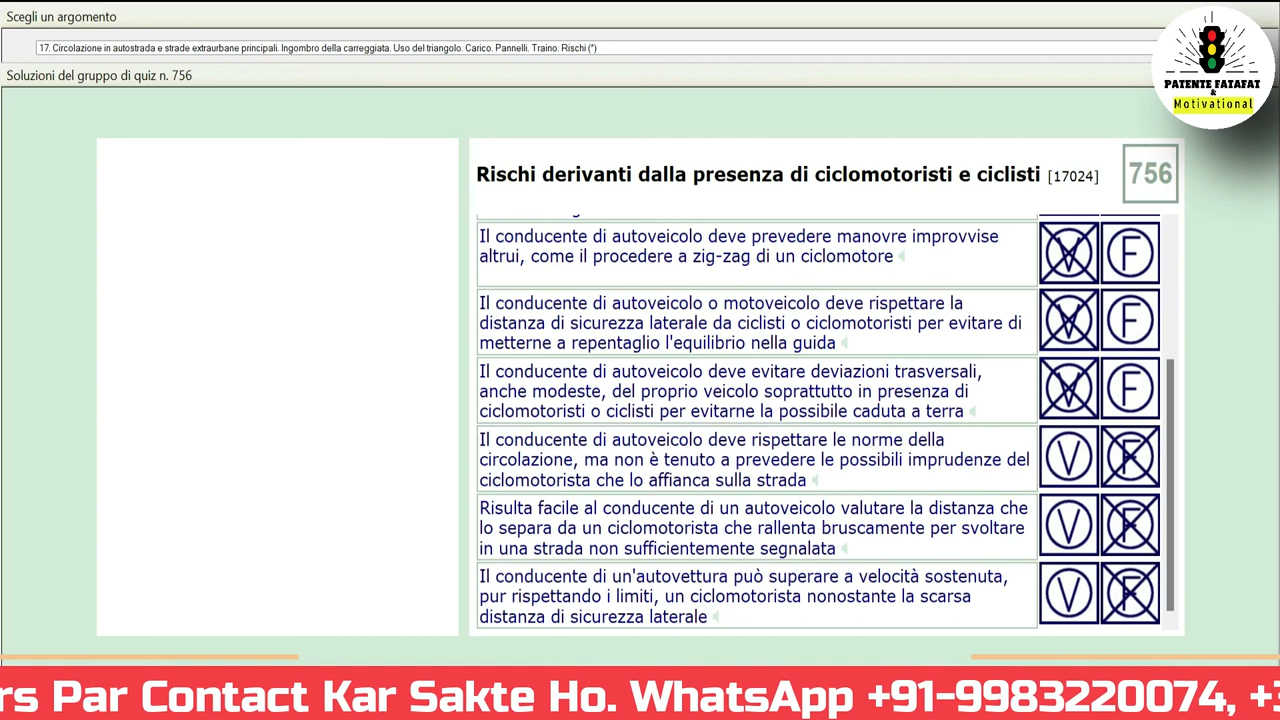 Scegli un argomento
17. Circolazione in autostrada e strade extraurbane principali. Ingombro della carreggiata. Uso del triangolo. Carico. Pannelli. Traino. Rischi (*)
Soluzioni del gruppo di quiz n. 756
PATENTE FATAFAT
&
Motivational
Rischi derivanti dalla presenza di ciclomotoristi e ciclisti [17024]
756
Il conducente di autoveicolo deve prevedere manovre improvvise
altrui, come il procedere a zig-zag di un ciclomotore
V F
Il conducente di autoveicolo o motoveicolo deve rispettare la
distanza di sicurezza laterale da ciclisti o ciclomotoristi per evitare di
metterne a repentaglio l'equilibrio nella guida
V F
Il conducente di autoveicolo deve evitare deviazioni trasversali,
anche modeste, del proprio veicolo soprattutto in presenza di
ciclomotoristi o ciclisti per evitarne la possibile caduta a terra
V F
Il conducente di autoveicolo deve rispettare le norme della
circolazione, ma non è tenuto a prevedere le possibili imprudenze del
ciclomotorista che lo affianca sulla strada
V F
Risulta facile al conducente di un autoveicolo valutare la distanza che
lo separa da un ciclomotorista che rallenta bruscamente per svoltare
in una strada non sufficientemente segnalata
V F
Il conducente di un'autovettura può superare a velocità sostenuta,
pur rispettando i limiti, un ciclomotorista nonostante la scarsa
distanza di sicurezza laterale
V F
rs Par Contact Kar Sakte Ho. WhatsApp +91-9983220074, +3